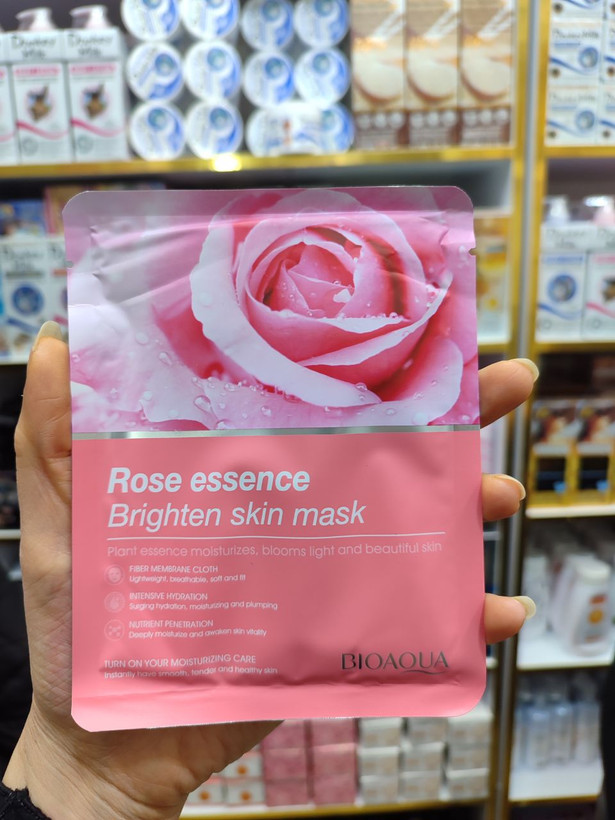 Rose essence
Brighten skin mask
Plant essence moisturizes, blooms light and beautiful skin
FIBER MEMBRANE CLOTH
Lightweight, breathable, soft and fit
INTENSIVE HYDRATION
Surging hydration, moisturizing and plumping
NUTRIENT PENETRATION
Deeply moisturize and awaken skin vitality
TURN ON YOUR MOISTURIZING CARE
Instantly have smooth, tender and healthy skin
BIOAQUA